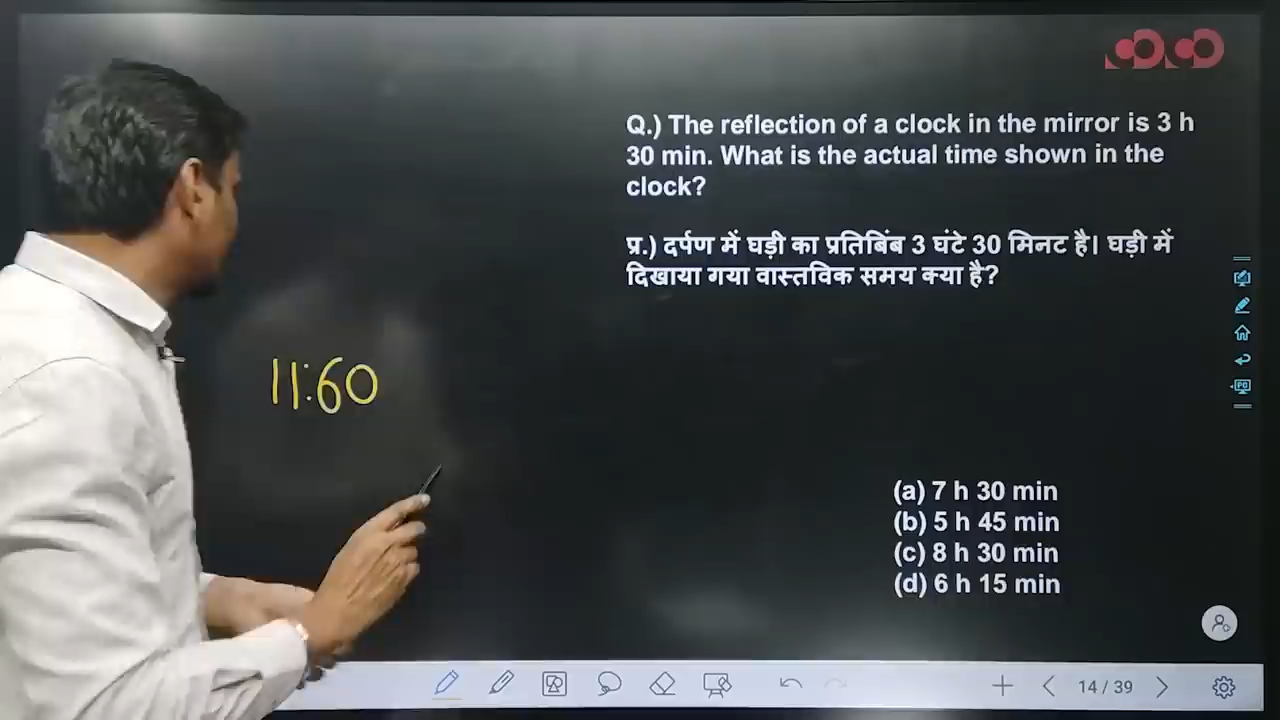 Q.) The reflection of a clock in the mirror is 3 h
30 min. What is the actual time shown in the
clock?
प्र.) दर्पण में घड़ी का प्रतिबिंब 3 घंटे 30 मिनट है। घड़ी में
दिखाया गया वास्तविक समय क्या है?
11:60
(a) 7 h 30 min
(b) 5 h 45 min
(c) 8 h 30 min
(d) 6 h 15 min
PC
14 / 39